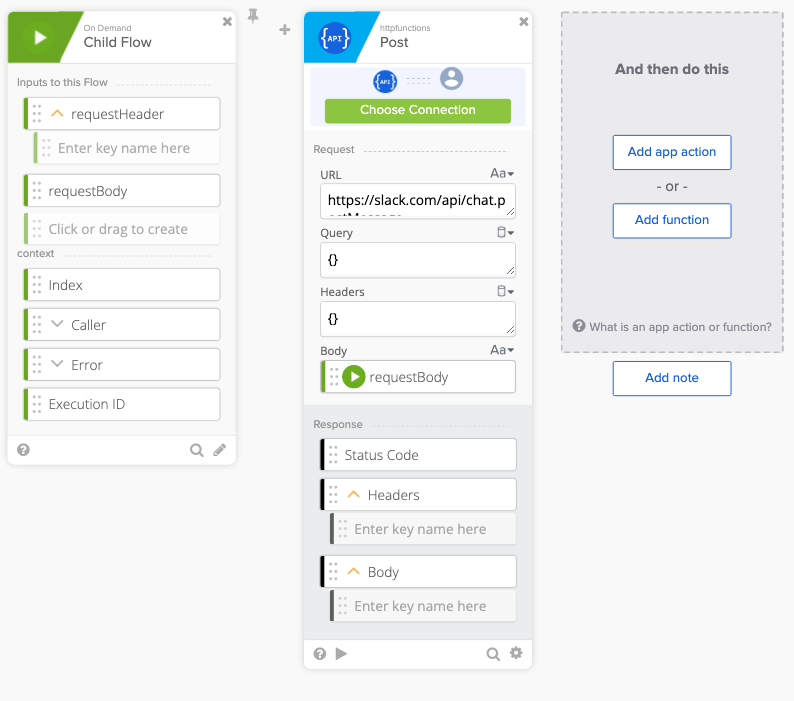 On Demand
Child Flow
Inputs to this Flow
requestHeader
Enter key name here
requestBody
Click or drag to create
context
Index
Caller
Error
Execution ID
{API}
httpfunctions
Post
{API}
Choose Connection
Request
URL
Aa
https://slack.com/api/chat.p
ostMessage
Query
{}
Headers
{}
Body
Aa
requestBody
Response
Status Code
Headers
Enter key name here
Body
Enter key name here
And then do this
Add app action
- or -
Add function
What is an app action or function?
Add note